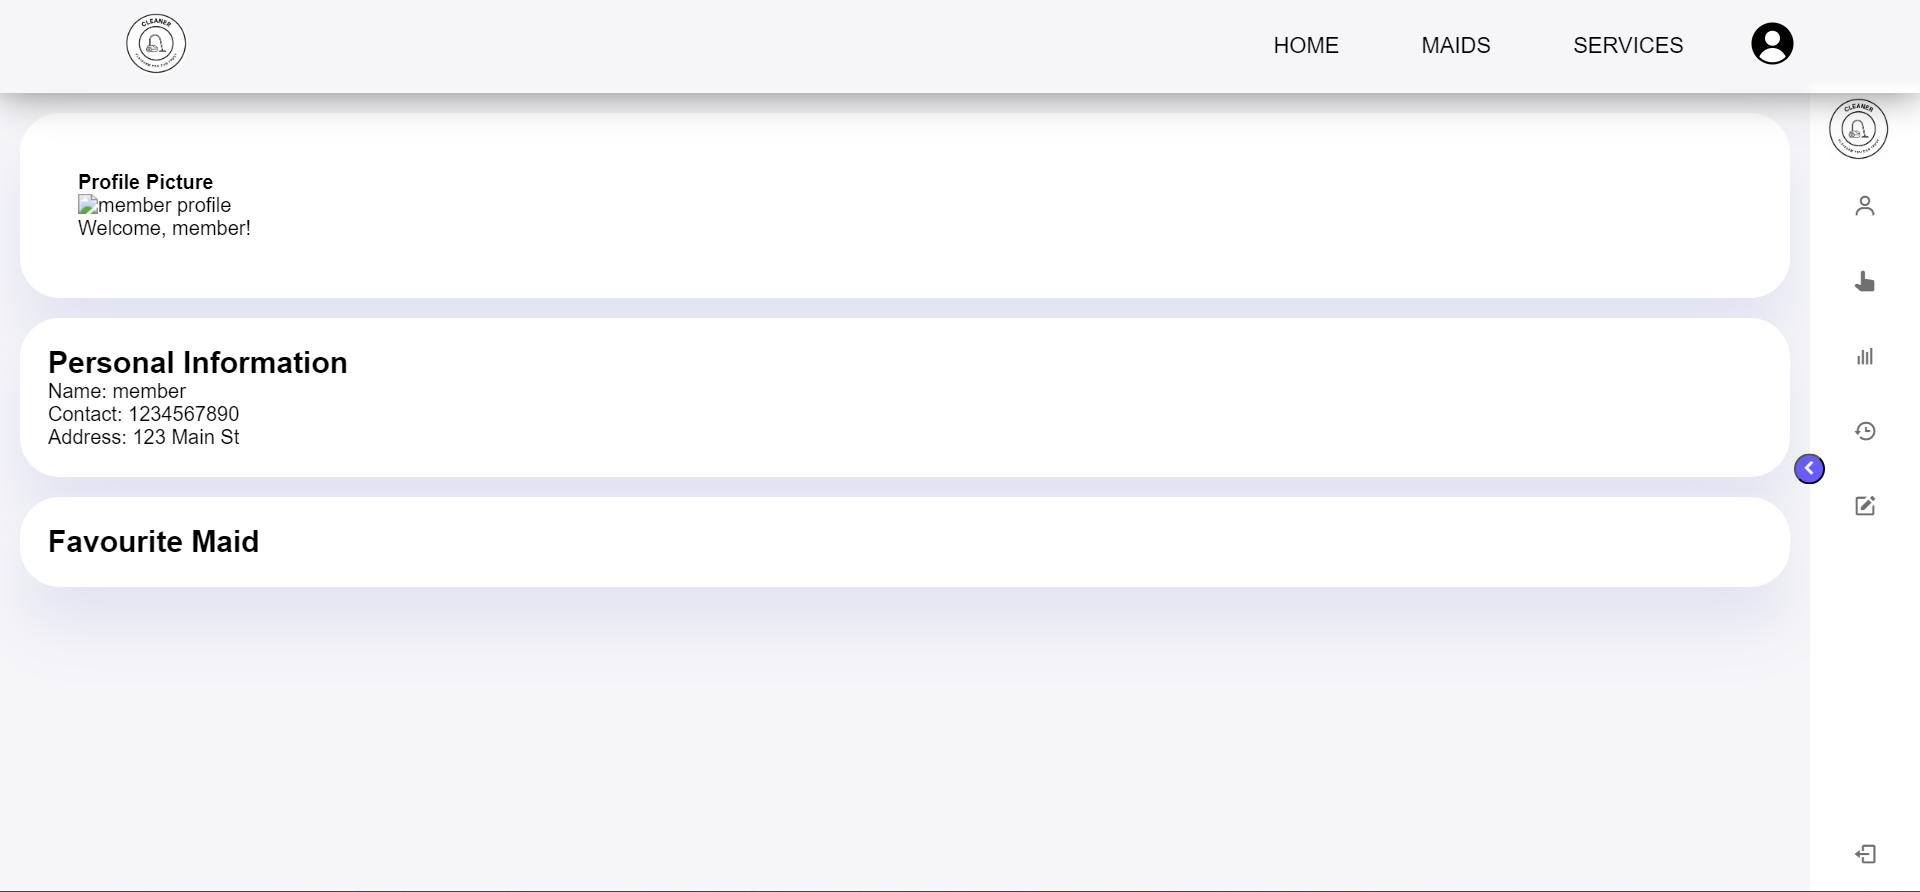 CLEANER
HOME
MAIDS
SERVICES
CLEANER
Profile Picture
member profile
Welcome, member!
Personal Information
Name: member
Contact: 1234567890
Address: 123 Main St
Favourite Maid